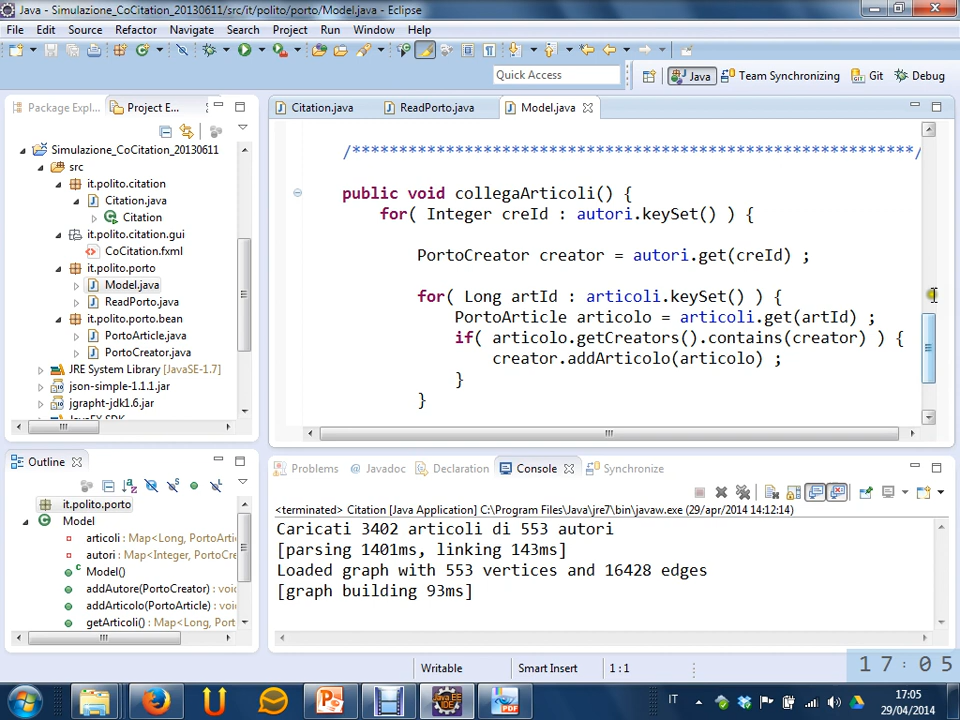 Java - Simulazione_CoCitation_20130611/src/it/polito/porto/Model.java - Eclipse
File Edit Source Refactor Navigate Search Project Run Window Help
Quick Access
Java Team Synchronizing Git Debug
Package Expl... Project E...
Simulazione_CoCitation_20130611
src
it.polito.citation
Citation.java
Citation
it.polito.citation.gui
CoCitation.fxml
it.polito.porto
Model.java
ReadPorto.java
it.polito.porto.bean
PortoArticle.java
PortoCreator.java
JRE System Library [JavaSE-1.7]
json-simple-1.1.1.jar
jgrapht-jdk1.6.jar
JavaFX SDK
Citation.java ReadPorto.java Model.java
/************************************************************/
public void collegaArticoli() {
for( Integer creId : autori.keySet() ) {
PortoCreator creator = autori.get(creId) ;
for( Long artId : articoli.keySet() ) {
PortoArticle articolo = articoli.get(artId) ;
if( articolo.getCreators().contains(creator) ) {
creator.addArticolo(articolo) ;
}
}
Outline
it.polito.porto
Model
articoli : Map<Long, PortoArti
autori : Map<Integer, PortoCr
Model()
addAutore(PortoCreator) : voi
addArticolo(PortoArticle) : voi
getArticoli() : Map<Long, Port
Problems Javadoc Declaration Console Synchronize
<terminated> Citation [Java Application] C:\Program Files\Java\jre7\bin\javaw.exe (29/apr/2014 14:12:14)
Caricati 3402 articoli di 553 autori
[parsing 1401ms, linking 143ms]
Loaded graph with 553 vertices and 16428 edges
[graph building 93ms]
Writable Smart Insert 1 : 1
17:05
IT
17:05
29/04/2014